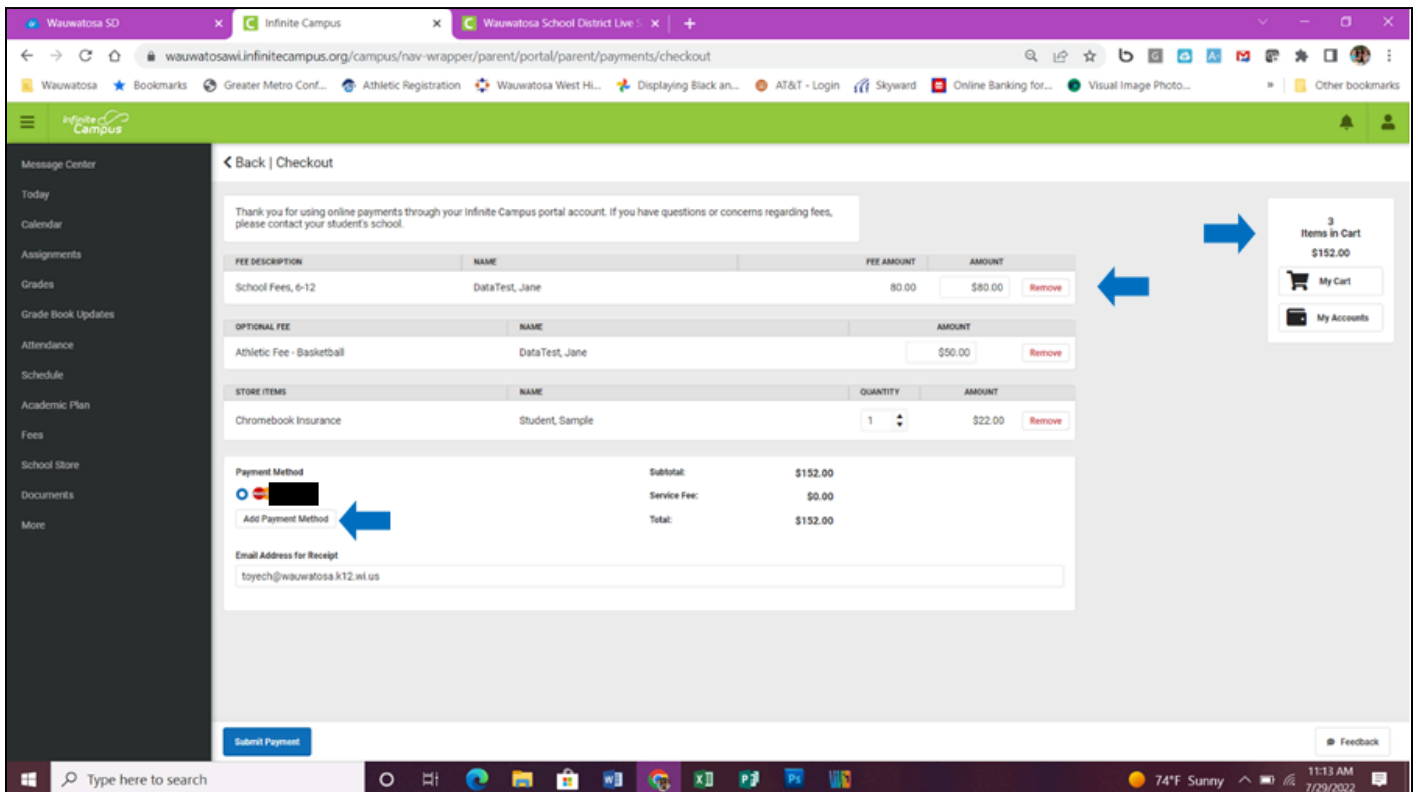 Wauwatosa SD
Infinite Campus
Wauwatosa School District Live S
wauwatosawi.infinitecampus.org/campus/nav-wrapper/parent/portal/parent/payments/checkout
Wauwatosa
Bookmarks
Greater Metro Conf...
Athletic Registration
Wauwatosa West Hi...
Displaying Black an...
AT&T - Login
Skyward
Online Banking for...
Visual Image Photo...
Other bookmarks
Infinite Campus
Message Center
Today
Calendar
Assignments
Grades
Grade Book Updates
Attendance
Schedule
Academic Plan
Fees
School Store
Documents
More
Back | Checkout
Thank you for using online payments through your Infinite Campus portal account. If you have questions or concerns regarding fees,
please contact your student's school.
FEE DESCRIPTION NAME FEE AMOUNT AMOUNT
School Fees, 6-12 DataTest, Jane 80.00 $80.00 Remove
OPTIONAL FEE NAME AMOUNT
Athletic Fee - Basketball DataTest, Jane $50.00 Remove
STORE ITEMS NAME QUANTITY AMOUNT
Chromebook Insurance Student, Sample 1 $22.00 Remove
Payment Method
Add Payment Method
Subtotal: $152.00
Service Fee: $0.00
Total: $152.00
Email Address for Receipt
toyech@wauwatosa.k12.wi.us
3
Items in Cart
$152.00
My Cart
My Accounts
Submit Payment
Feedback
Type here to search
74°F Sunny
11:13 AM
7/29/2022